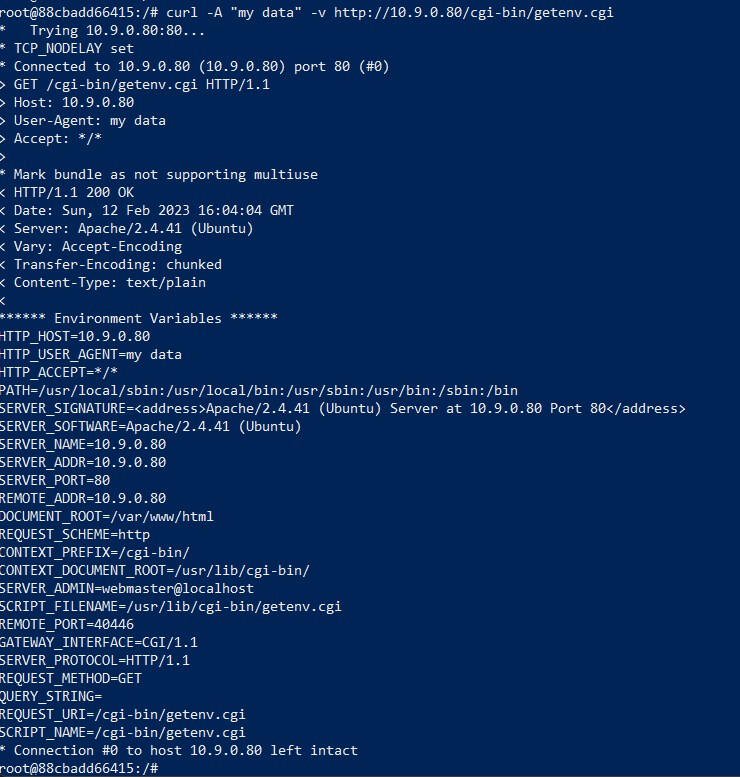 root@88cbadd66415:/# curl -A "my data" -v http://10.9.0.80/cgi-bin/getenv.cgi
*   Trying 10.9.0.80:80...
* TCP_NODELAY set
* Connected to 10.9.0.80 (10.9.0.80) port 80 (#0)
> GET /cgi-bin/getenv.cgi HTTP/1.1
> Host: 10.9.0.80
> User-Agent: my data
> Accept: */*
>
* Mark bundle as not supporting multiuse
< HTTP/1.1 200 OK
< Date: Sun, 12 Feb 2023 16:04:04 GMT
< Server: Apache/2.4.41 (Ubuntu)
< Vary: Accept-Encoding
< Transfer-Encoding: chunked
< Content-Type: text/plain
<
****** Environment Variables ******
HTTP_HOST=10.9.0.80
HTTP_USER_AGENT=my data
HTTP_ACCEPT=*/*
PATH=/usr/local/sbin:/usr/local/bin:/usr/sbin:/usr/bin:/sbin:/bin
SERVER_SIGNATURE=<address>Apache/2.4.41 (Ubuntu) Server at 10.9.0.80 Port 80</address>
SERVER_SOFTWARE=Apache/2.4.41 (Ubuntu)
SERVER_NAME=10.9.0.80
SERVER_ADDR=10.9.0.80
SERVER_PORT=80
REMOTE_ADDR=10.9.0.80
DOCUMENT_ROOT=/var/www/html
REQUEST_SCHEME=http
CONTEXT_PREFIX=/cgi-bin/
CONTEXT_DOCUMENT_ROOT=/usr/lib/cgi-bin/
SERVER_ADMIN=webmaster@localhost
SCRIPT_FILENAME=/usr/lib/cgi-bin/getenv.cgi
REMOTE_PORT=40446
GATEWAY_INTERFACE=CGI/1.1
SERVER_PROTOCOL=HTTP/1.1
REQUEST_METHOD=GET
QUERY_STRING=
REQUEST_URI=/cgi-bin/getenv.cgi
SCRIPT_NAME=/cgi-bin/getenv.cgi
* Connection #0 to host 10.9.0.80 left intact
root@88cbadd66415:/#